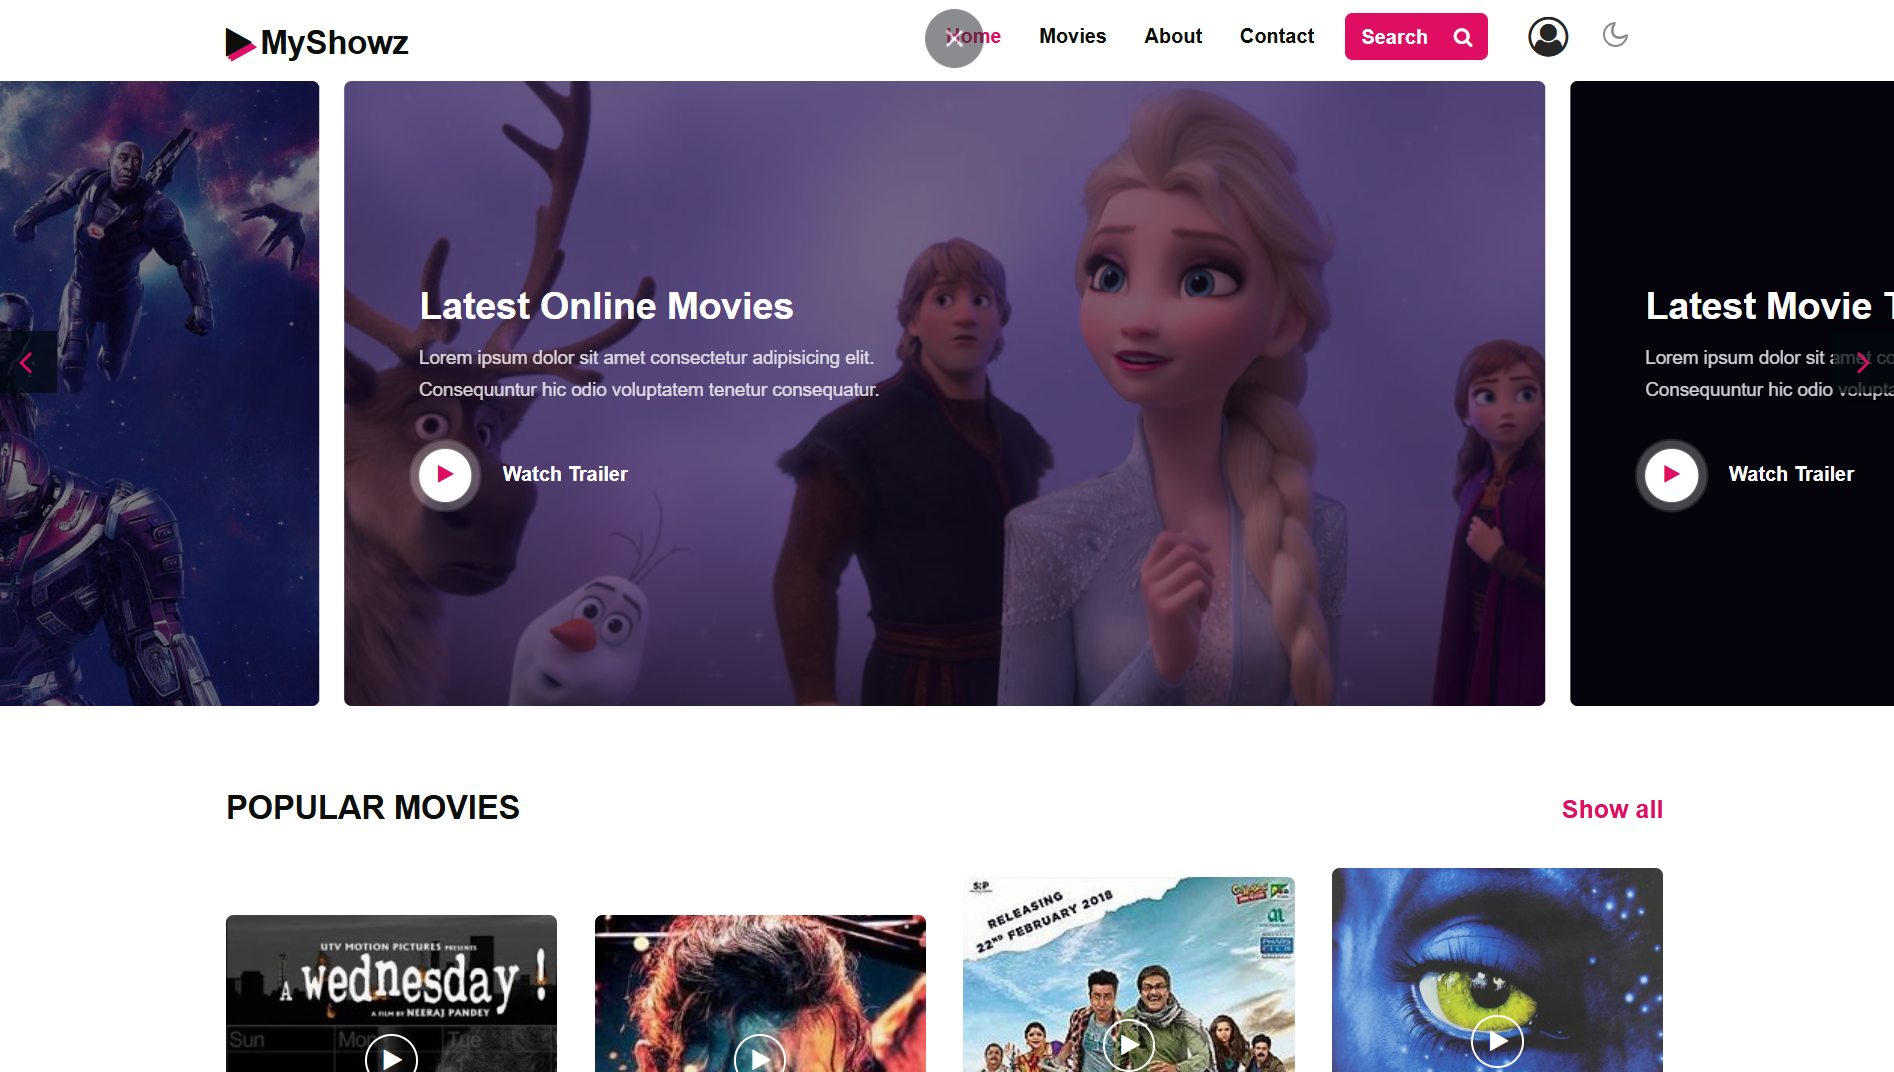 MyShowz
Home
Movies
About
Contact
Search
Latest Online Movies
Lorem ipsum dolor sit amet consectetur adipisicing elit.
Consequuntur hic odio voluptatem tenetur consequatur.
Watch Trailer
Latest Movie T
Lorem ipsum dolor sit amet co
Consequuntur hic odio volupta
Watch Trailer
POPULAR MOVIES
Show all
UTV MOTION PICTURES PRESENTS
A wednesday !
A FILM BY NEERAJ PANDEY
Sun
Mon
Tue
RELEASING
22ND FEBRUARY 2018